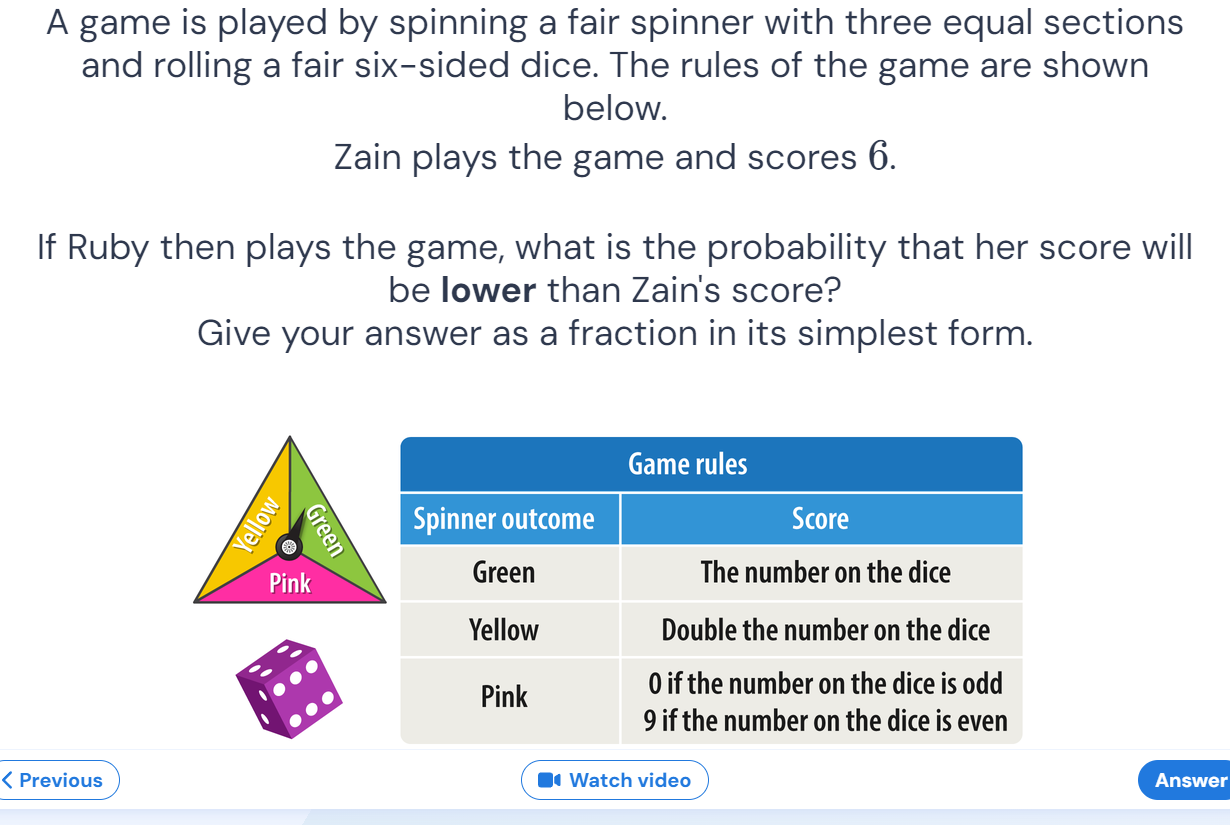 A game is played by spinning a fair spinner with three equal sections
and rolling a fair six-sided dice. The rules of the game are shown
below.
Zain plays the game and scores 6.
If Ruby then plays the game, what is the probability that her score will
be lower than Zain's score?
Give your answer as a fraction in its simplest form.
Yellow
Green
Pink
Game rules
Spinner outcome Score
Green The number on the dice
Yellow Double the number on the dice
Pink 0 if the number on the dice is odd
9 if the number on the dice is even
Previous
Watch video
Answer